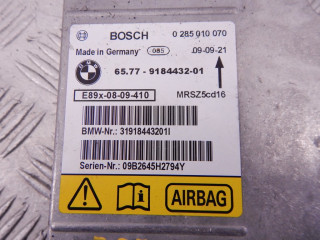 BOSCH 0 285 010 070
Made in Germany 085 09-09-21
65.77 - 9184432-01
E89x-08-09-410 MRSZ5cd16
BMW-Nr.: 31918443201I
Serien-Nr.: 09B2645H2794Y
AIRBAG